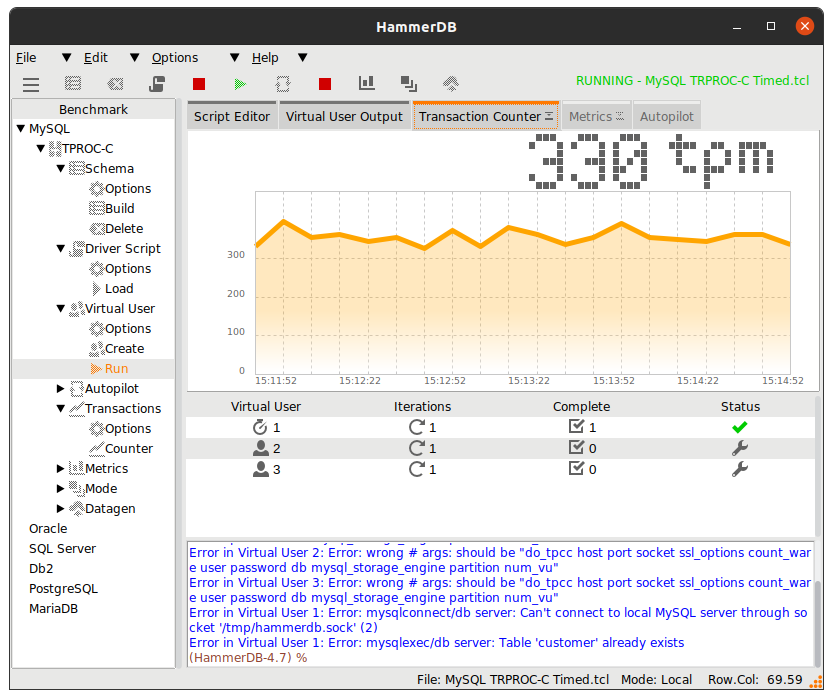 HammerDB
File Edit Options Help
RUNNING - MySQL TRPROC-C Timed.tcl
Benchmark
MySQL
TPROC-C
Schema
Options
Build
Delete
Driver Script
Options
Load
Virtual User
Options
Create
Run
Autopilot
Transactions
Options
Counter
Metrics
Mode
Datagen
Oracle
SQL Server
Db2
PostgreSQL
MariaDB
Script Editor Virtual User Output Transaction Counter Metrics Autopilot
330 tpm
300
200
100
0
15:11:52 15:12:22 15:12:52 15:13:22 15:13:52 15:14:22 15:14:52
Virtual User Iterations Complete Status
1 1 1
2 1 0
3 1 0
Error in Virtual User 2: Error: wrong # args: should be "do_tpcc host port socket ssl_options count_war
e user password db mysql_storage_engine partition num_vu"
Error in Virtual User 3: Error: wrong # args: should be "do_tpcc host port socket ssl_options count_war
e user password db mysql_storage_engine partition num_vu"
Error in Virtual User 1: Error: mysqlconnect/db server: Can't connect to local MySQL server through so
cket '/tmp/hammerdb.sock' (2)
Error in Virtual User 1: Error: mysqlexec/db server: Table 'customer' already exists
(HammerDB-4.7) %
File: MySQL TRPROC-C Timed.tcl Mode: Local Row.Col: 69.59